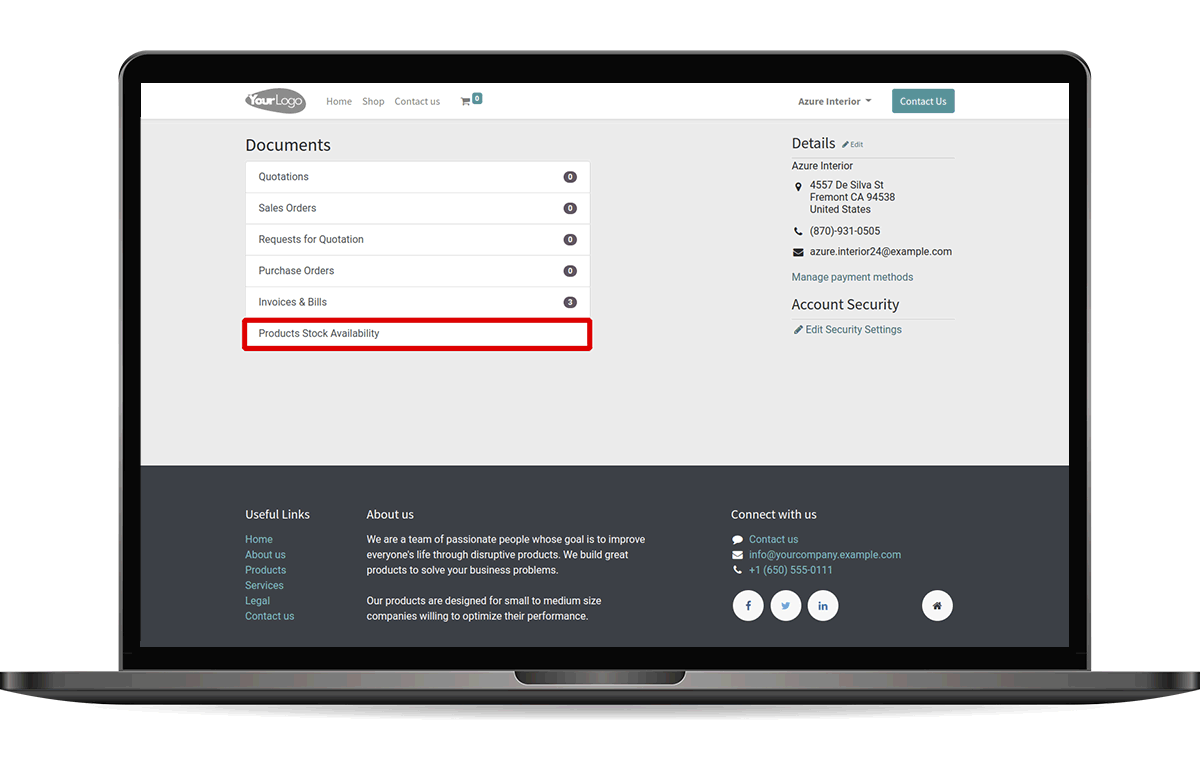 YourLogo
Home Shop Contact us 0
Azure Interior
Contact Us
Documents
Quotations 0
Sales Orders 0
Requests for Quotation 0
Purchase Orders 0
Invoices & Bills 3
Products Stock Availability
Details Edit
Azure Interior
4557 De Silva St
Fremont CA 94538
United States
(870)-931-0505
azure.interior24@example.com
Manage payment methods
Account Security
Edit Security Settings
Useful Links
Home
About us
Products
Services
Legal
Contact us
About us
We are a team of passionate people whose goal is to improve
everyone's life through disruptive products. We build great
products to solve your business problems.
Our products are designed for small to medium size
companies willing to optimize their performance.
Connect with us
Contact us
info@yourcompany.example.com
+1 (650) 555-0111